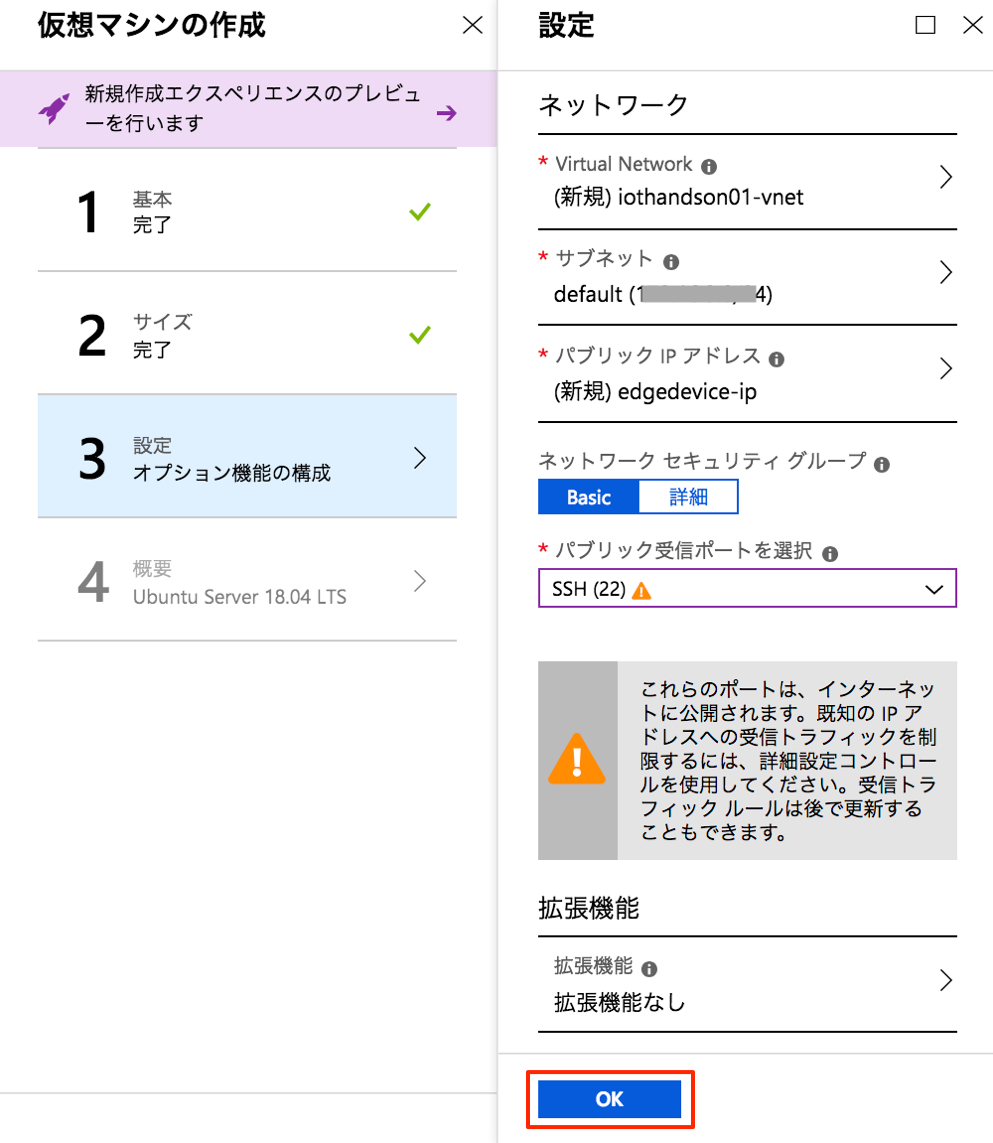 仮想マシンの作成
新規作成エクスペリエンスのプレビュ
ーを行います
1
基本
完了
2
サイズ
完了
3
設定
オプション機能の構成
4
概要
Ubuntu Server 18.04 LTS
設定
ネットワーク
* Virtual Network
(新規) iothandson01-vnet
* サブネット
default (1 4)
* パブリック IP アドレス
(新規) edgedevice-ip
ネットワーク セキュリティ グループ
Basic 詳細
* パブリック受信ポートを選択
SSH (22)
これらのポートは、インターネッ
トに公開されます。既知の IP ア
ドレスへの受信トラフィックを制
限するには、詳細設定コントロー
ルを使用してください。受信トラ
フィック ルールは後で更新する
こともできます。
拡張機能
拡張機能
拡張機能なし
OK